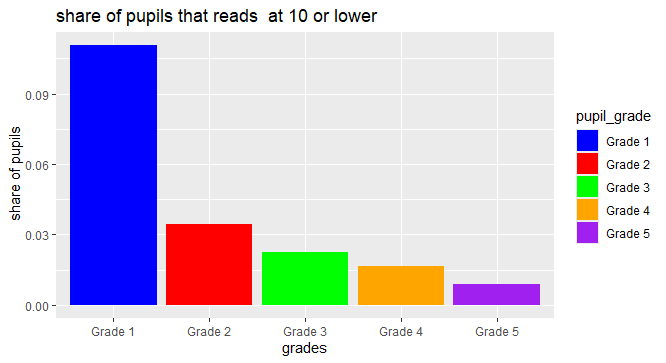 share of pupils that reads  at 10 or lower
share of pupils
0.09
0.06
0.03
0.00
Grade 1 Grade 2 Grade 3 Grade 4 Grade 5
grades
pupil_grade
Grade 1
Grade 2
Grade 3
Grade 4
Grade 5